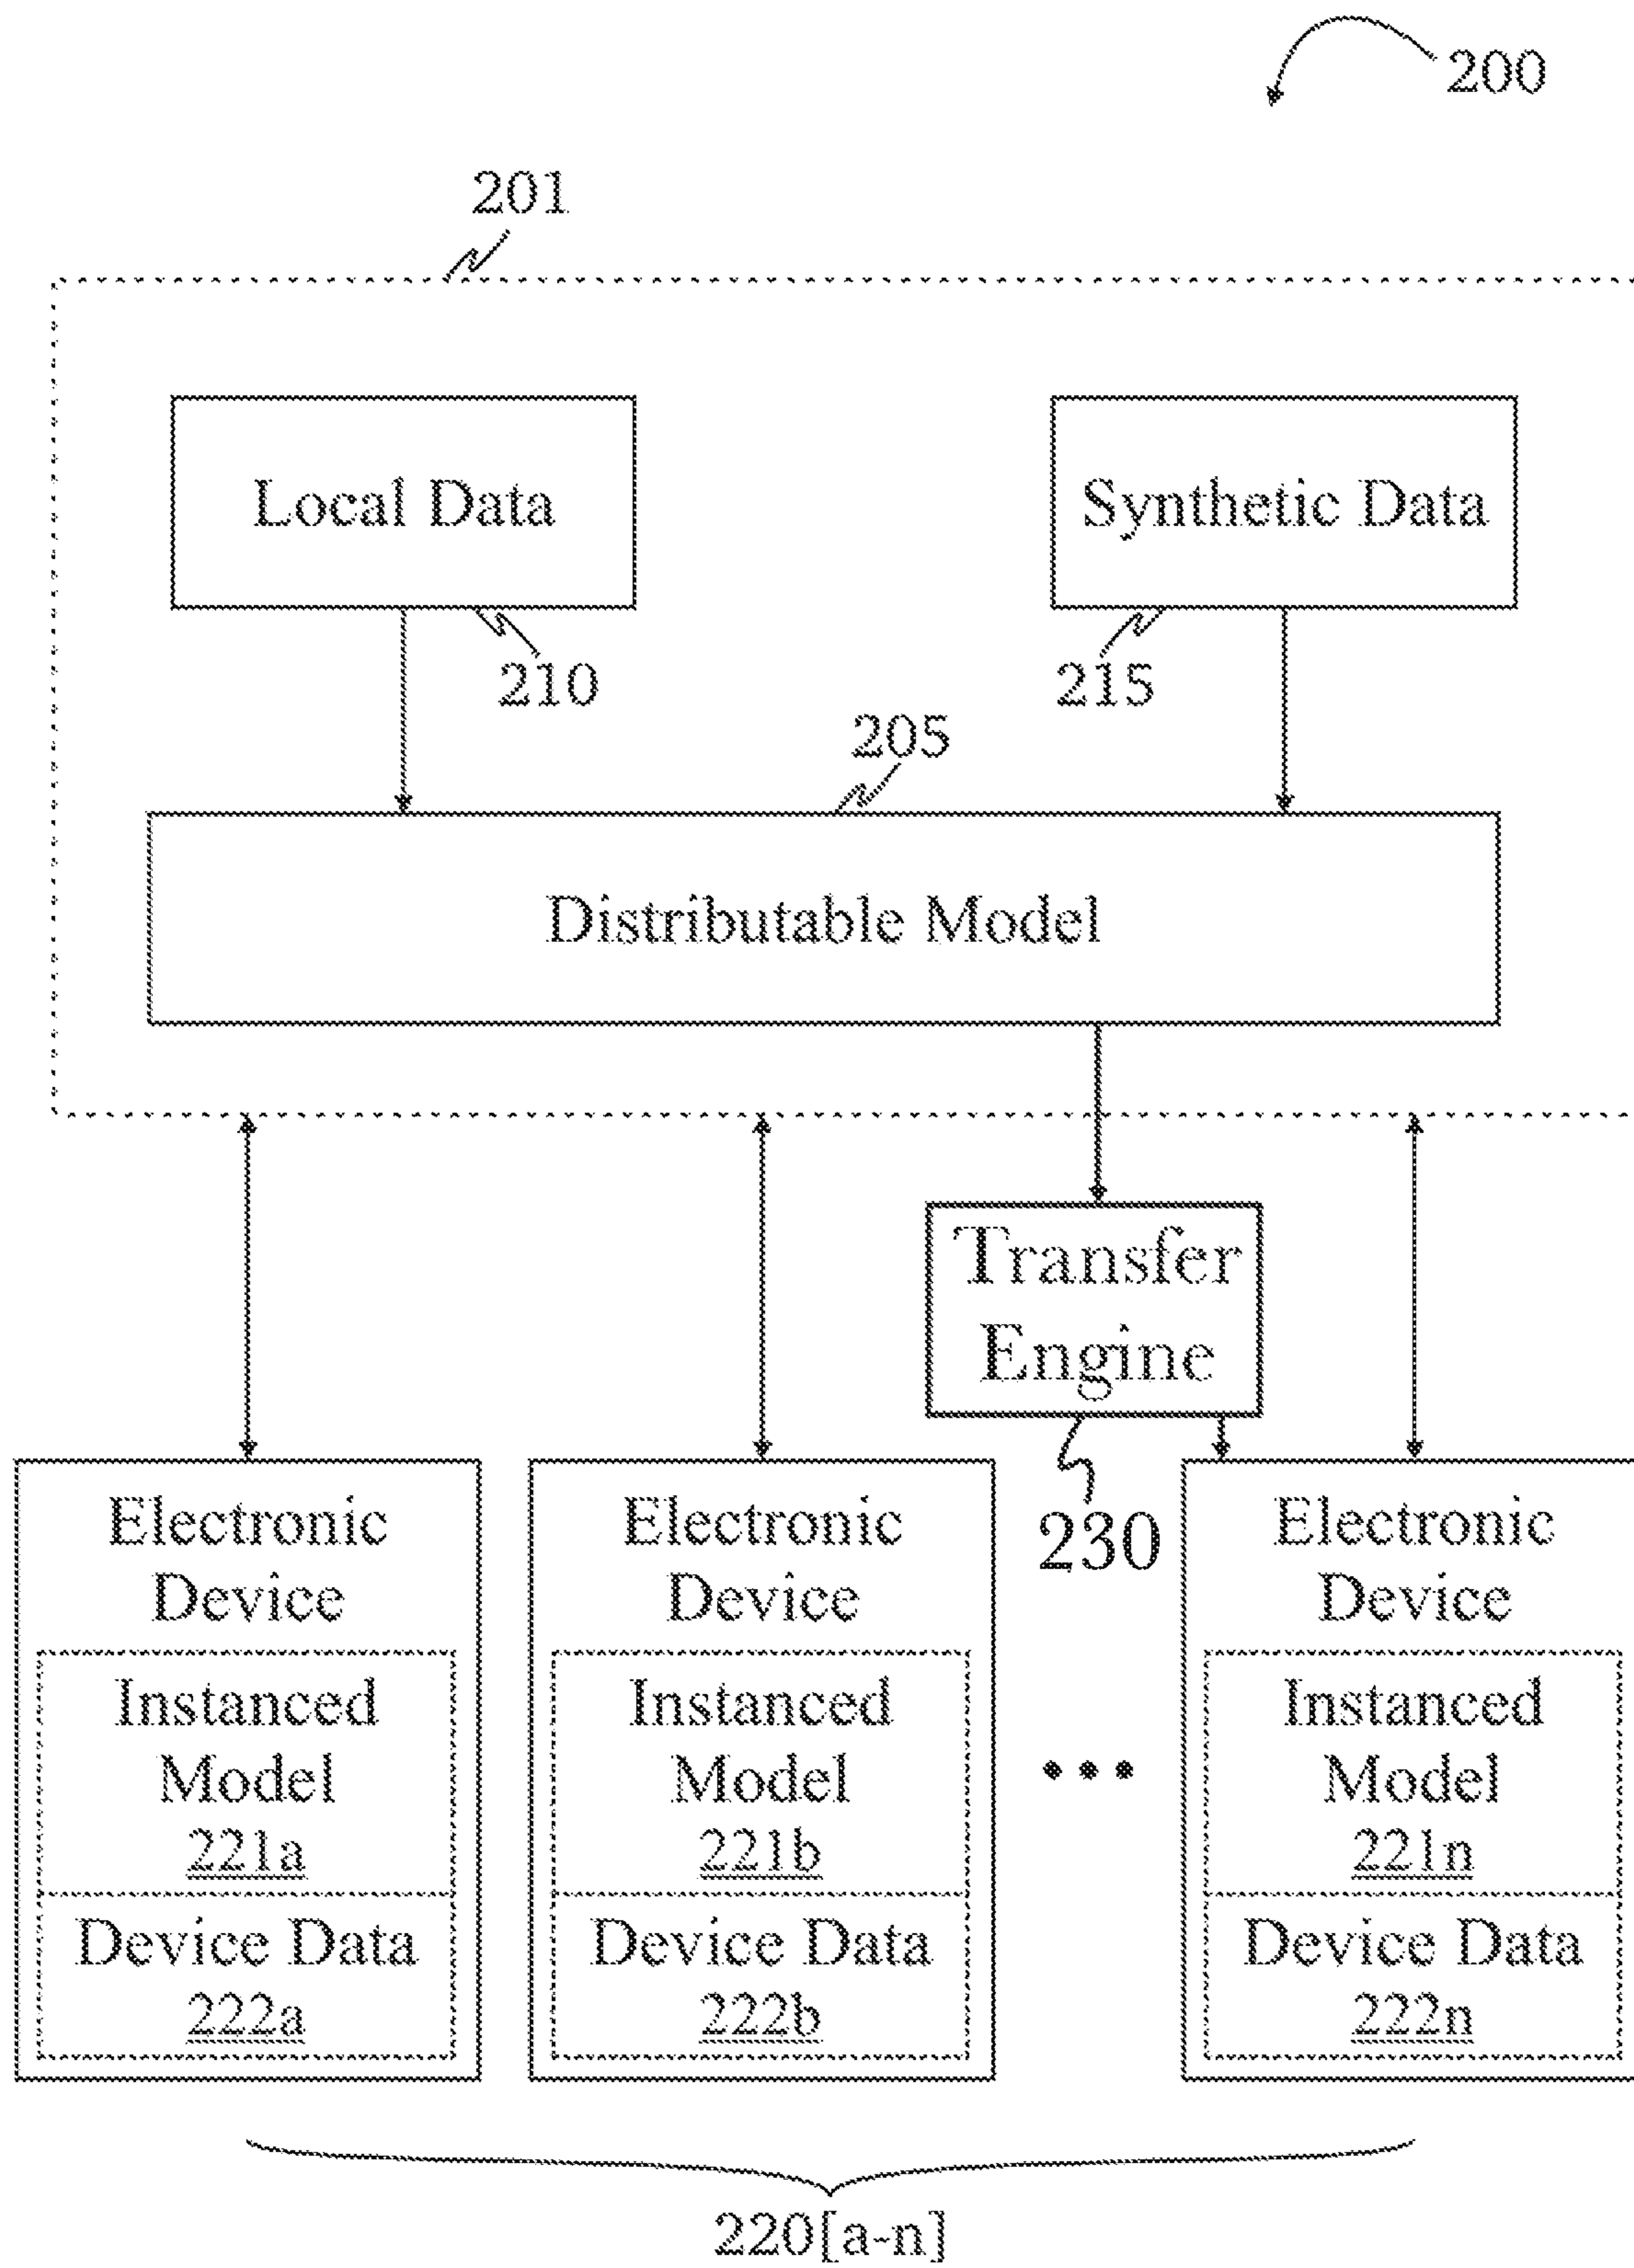 200
201
Local Data
Synthetic Data
210
215
205
Distributable Model
Transfer
Engine
230
Electronic
Device
Instanced
Model
221a
Device Data
222a
Electronic
Device
Instanced
Model
221b
Device Data
222b
•••
Electronic
Device
Instanced
Model
221n
Device Data
222n
220[a-n]